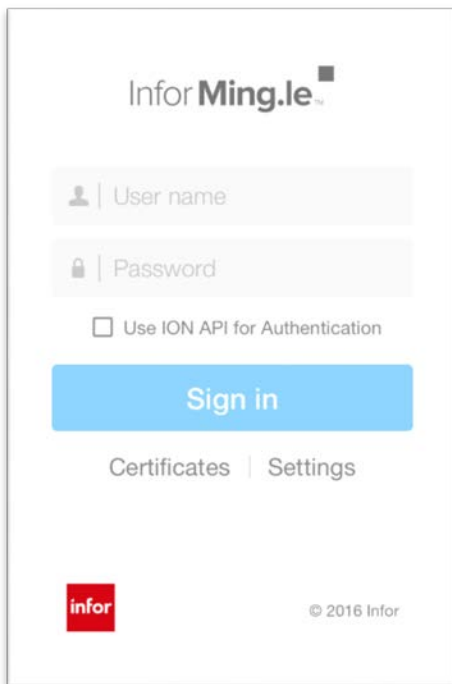 Infor Ming.le™
User name
Password
Use ION API for Authentication
Sign in
Certificates | Settings
infor
© 2016 Infor